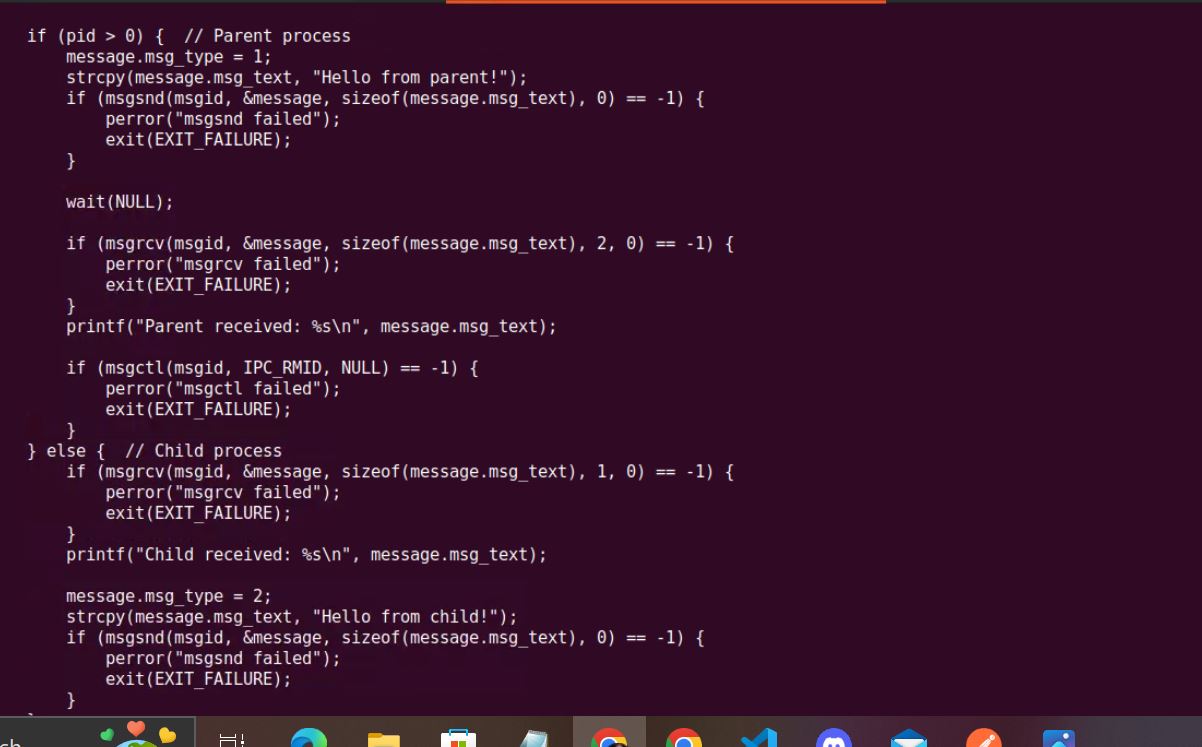 if (pid > 0) {  // Parent process
    message.msg_type = 1;
    strcpy(message.msg_text, "Hello from parent!");
    if (msgsnd(msgid, &message, sizeof(message.msg_text), 0) == -1) {
        perror("msgsnd failed");
        exit(EXIT_FAILURE);
    }
    wait(NULL);
    if (msgrcv(msgid, &message, sizeof(message.msg_text), 2, 0) == -1) {
        perror("msgrcv failed");
        exit(EXIT_FAILURE);
    }
    printf("Parent received: %s\n", message.msg_text);
    if (msgctl(msgid, IPC_RMID, NULL) == -1) {
        perror("msgctl failed");
        exit(EXIT_FAILURE);
    }
} else {  // Child process
    if (msgrcv(msgid, &message, sizeof(message.msg_text), 1, 0) == -1) {
        perror("msgrcv failed");
        exit(EXIT_FAILURE);
    }
    printf("Child received: %s\n", message.msg_text);
    message.msg_type = 2;
    strcpy(message.msg_text, "Hello from child!");
    if (msgsnd(msgid, &message, sizeof(message.msg_text), 0) == -1) {
        perror("msgsnd failed");
        exit(EXIT_FAILURE);
    }